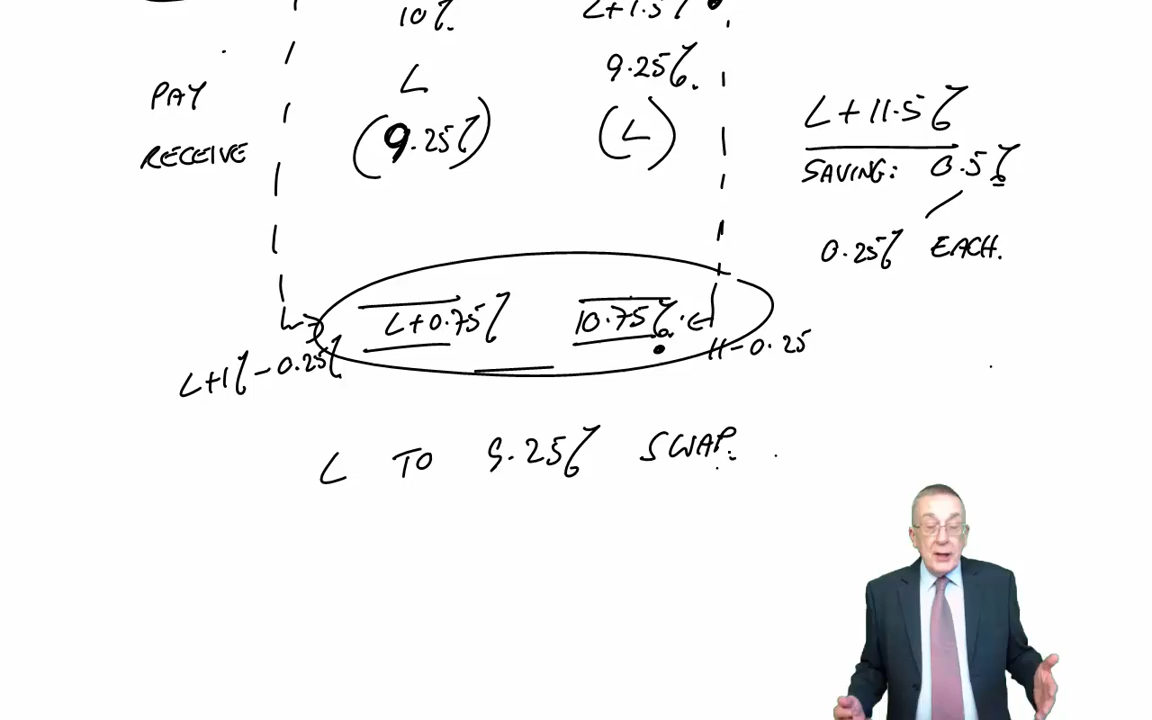 10%. L+1.5%
L 9.25%.
PAY
RECEIVE (9.25%) (L)
L+11.5%
SAVING: 0.5%
0.25% EACH.
L+0.75% 10.75%.
L+1%-0.25% 11-0.25
L TO 9.25% SWAP.